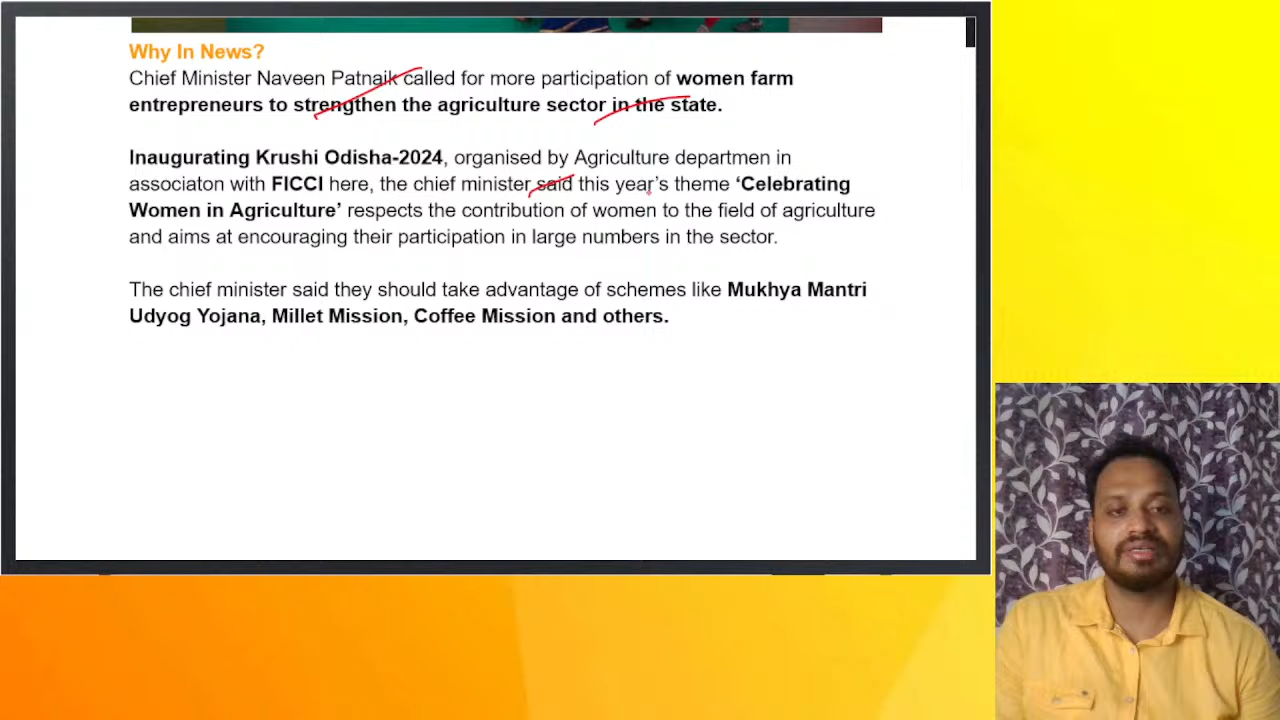 Why In News?
Chief Minister Naveen Patnaik called for more participation of women farm
entrepreneurs to strengthen the agriculture sector in the state.
Inaugurating Krushi Odisha-2024, organised by Agriculture departmen in
associaton with FICCI here, the chief minister said this year's theme ‘Celebrating
Women in Agriculture’ respects the contribution of women to the field of agriculture
and aims at encouraging their participation in large numbers in the sector.
The chief minister said they should take advantage of schemes like Mukhya Mantri
Udyog Yojana, Millet Mission, Coffee Mission and others.